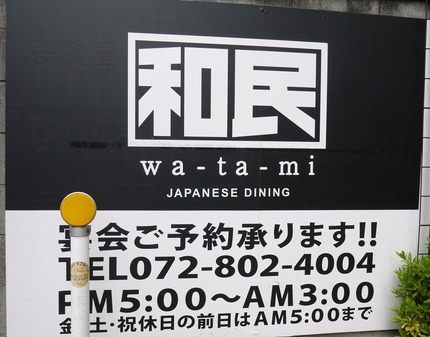 和民
wa-ta-mi
JAPANESE DINING
宴会ご予約承ります!!
TEL072-802-4004
PM5:00〜AM3:00
金・土・祝休日の前日はAM5:00まで